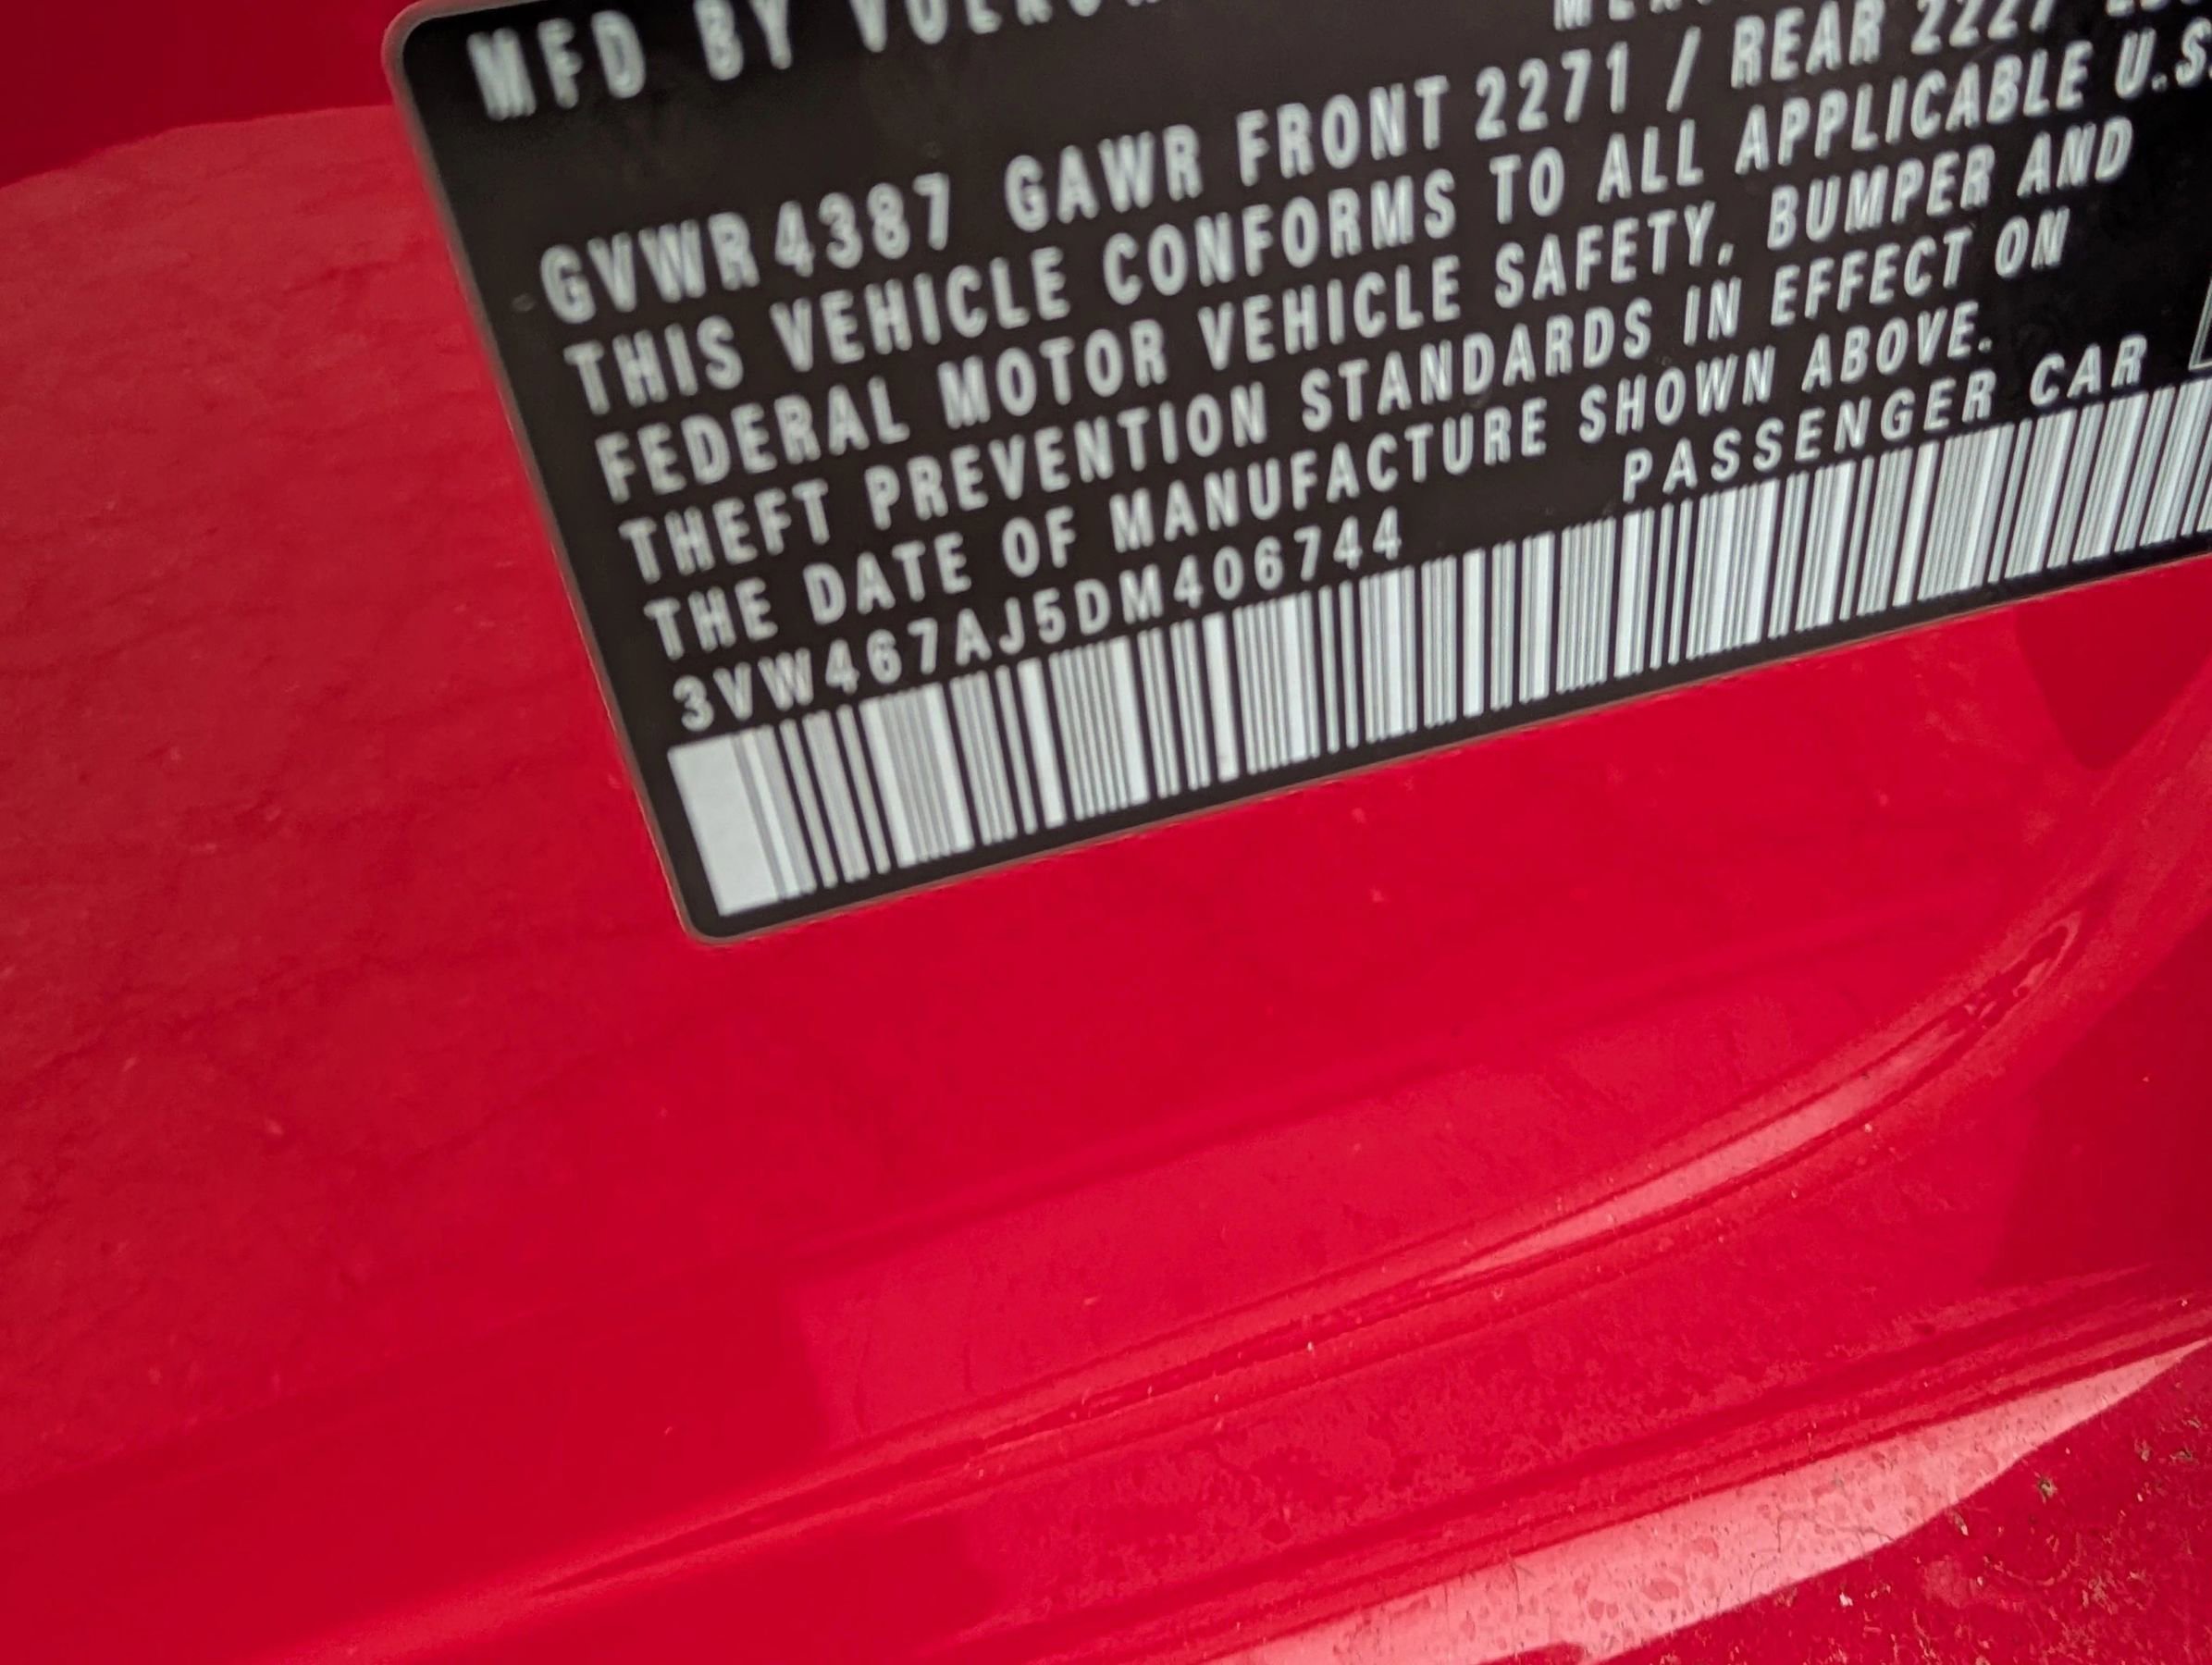 MFD BY
GVWR 4387 GAWR FRONT 2271 / REAR 2227
THIS VEHICLE CONFORMS TO ALL APPLICABLE U.S.
FEDERAL MOTOR VEHICLE SAFETY, BUMPER AND
THEFT PREVENTION STANDARDS IN EFFECT ON
THE DATE OF MANUFACTURE SHOWN ABOVE.
3VW467AJ5DM406744 PASSENGER CAR